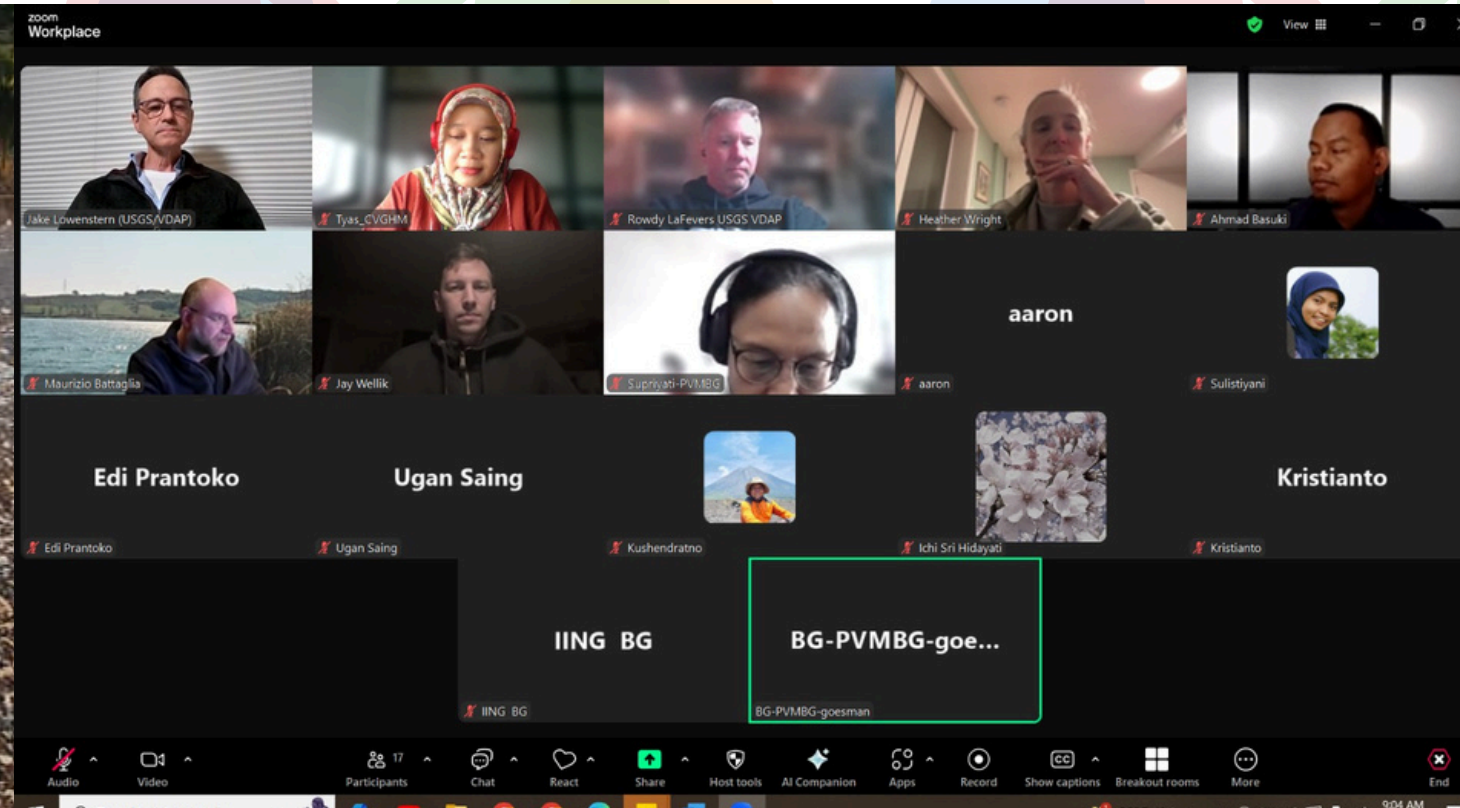 zoom
Workplace
View
Jake Lowenstern (USGS/VDAP)
Tyas_CVGHM
Rowdy LaFevers USGS VDAP
Heather Wright
Ahmad Basuki
Maurizio Battaglia
Jay Wellik
Supriyati-PVMBG
aaron
aaron
Sulistiyani
Edi Prantoko
Ugan Saing
Kristianto
Edi Prantoko
Ugan Saing
Kushendratno
Ichi Sri Hidayati
Kristianto
IING BG
BG-PVMBG-goe...
IING BG
BG-PVMBG-goesman
17
CC
Audio
Video
Participants
Chat
React
Share
Host tools
AI Companion
Apps
Record
Show captions
Breakout rooms
More
End
9:04 AM